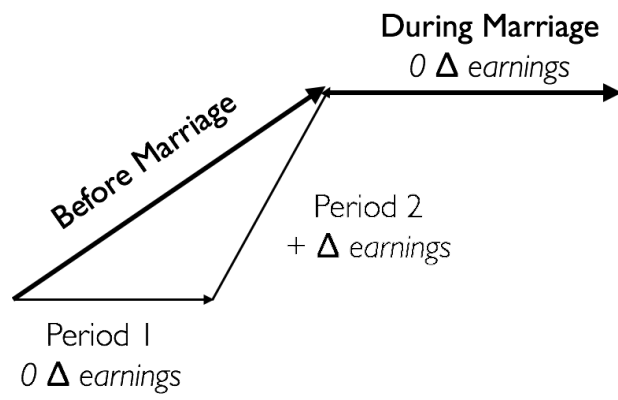 During Marriage
0 Δ earnings
Before Marriage
Period 2
+ Δ earnings
Period 1
0 Δ earnings